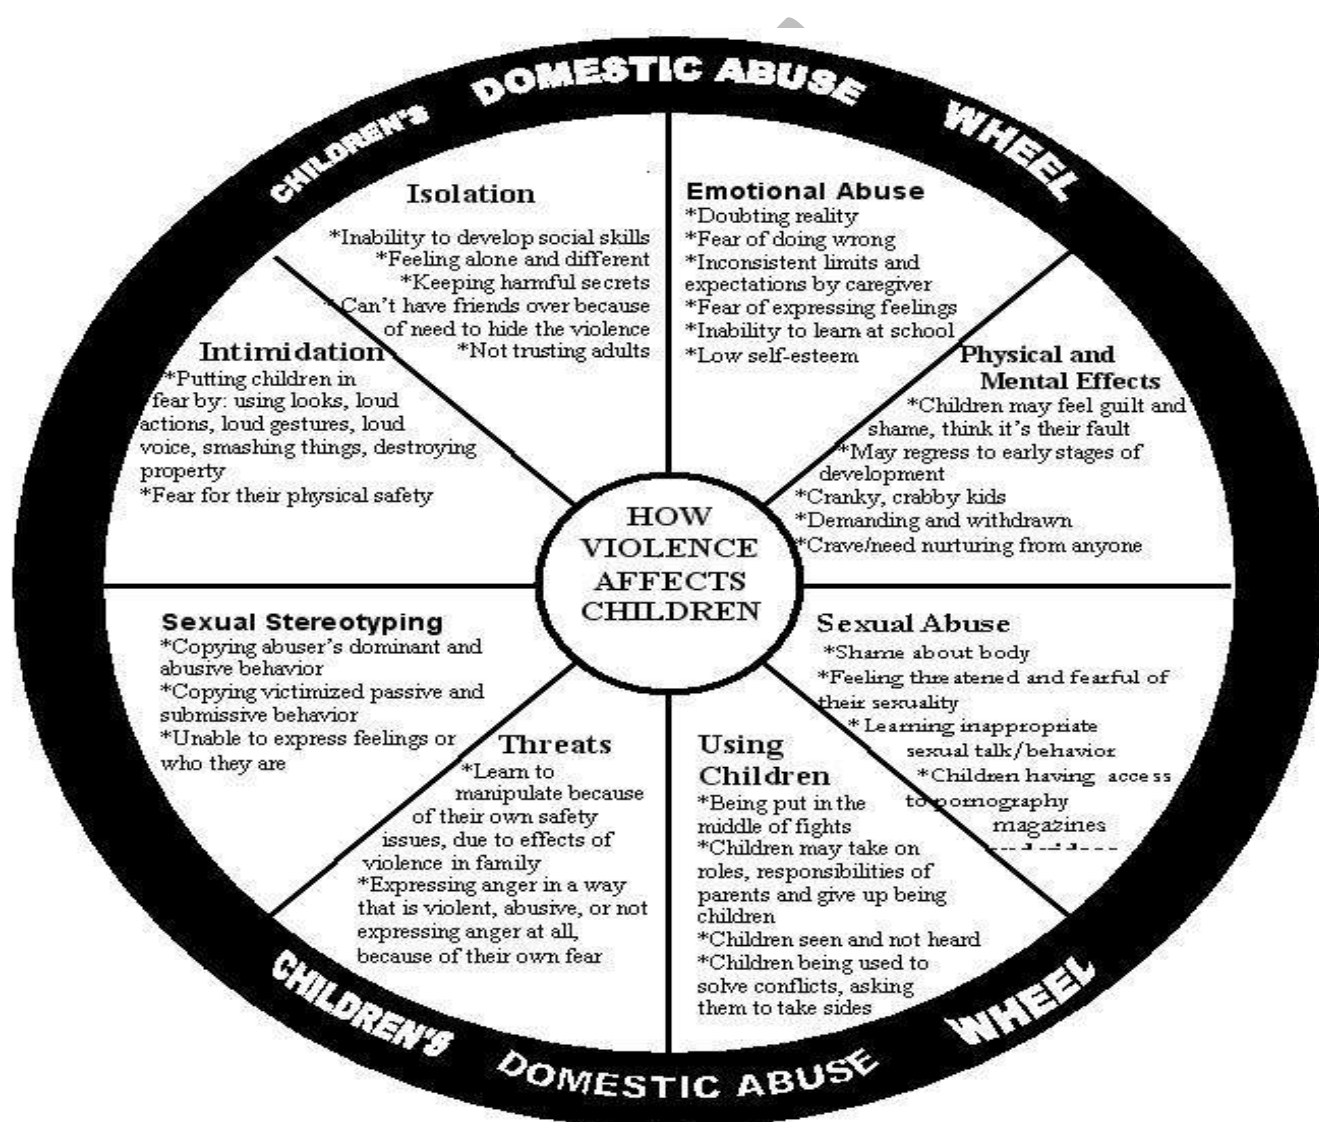 CHILDREN'S DOMESTIC ABUSE WHEEL
Isolation
*Inability to develop social skills
*Feeling alone and different
*Keeping harmful secrets
*Can't have friends over because
of need to hide the violence
*Not trusting adults
Emotional Abuse
*Doubting reality
*Fear of doing wrong
*Inconsistent limits and
expectations by caregiver
*Fear of expressing feelings
*Inability to learn at school
*Low self-esteem
Physical and
Mental Effects
*Children may feel guilt and
shame, think it's their fault
*May regress to early stages of
development
*Cranky, crabby kids
*Demanding and withdrawn
*Crave/need nurturing from anyone
Sexual Abuse
*Shame about body
*Feeling threatened and fearful of
their sexuality
*Learning inappropriate
sexual talk/behavior
*Children having access
to pornography
magazines
Using
Children
*Being put in the
middle of fights
*Children may take on
roles, responsibilities of
parents and give up being
children
*Children seen and not heard
*Children being used to
solve conflicts, asking
them to take sides
Threats
*Learn to
manipulate because
of their own safety
issues, due to effects of
violence in family
*Expressing anger in a way
that is violent, abusive, or not
expressing anger at all,
because of their own fear
Sexual Stereotyping
*Copying abuser's dominant and
abusive behavior
*Copying victimized passive and
submissive behavior
*Unable to express feelings or
who they are
Intimidation
*Putting children in
fear by: using looks, loud
actions, loud gestures, loud
voice, smashing things, destroying
property
*Fear for their physical safety
HOW
VIOLENCE
AFFECTS
CHILDREN
CHILDREN'S DOMESTIC ABUSE WHEEL